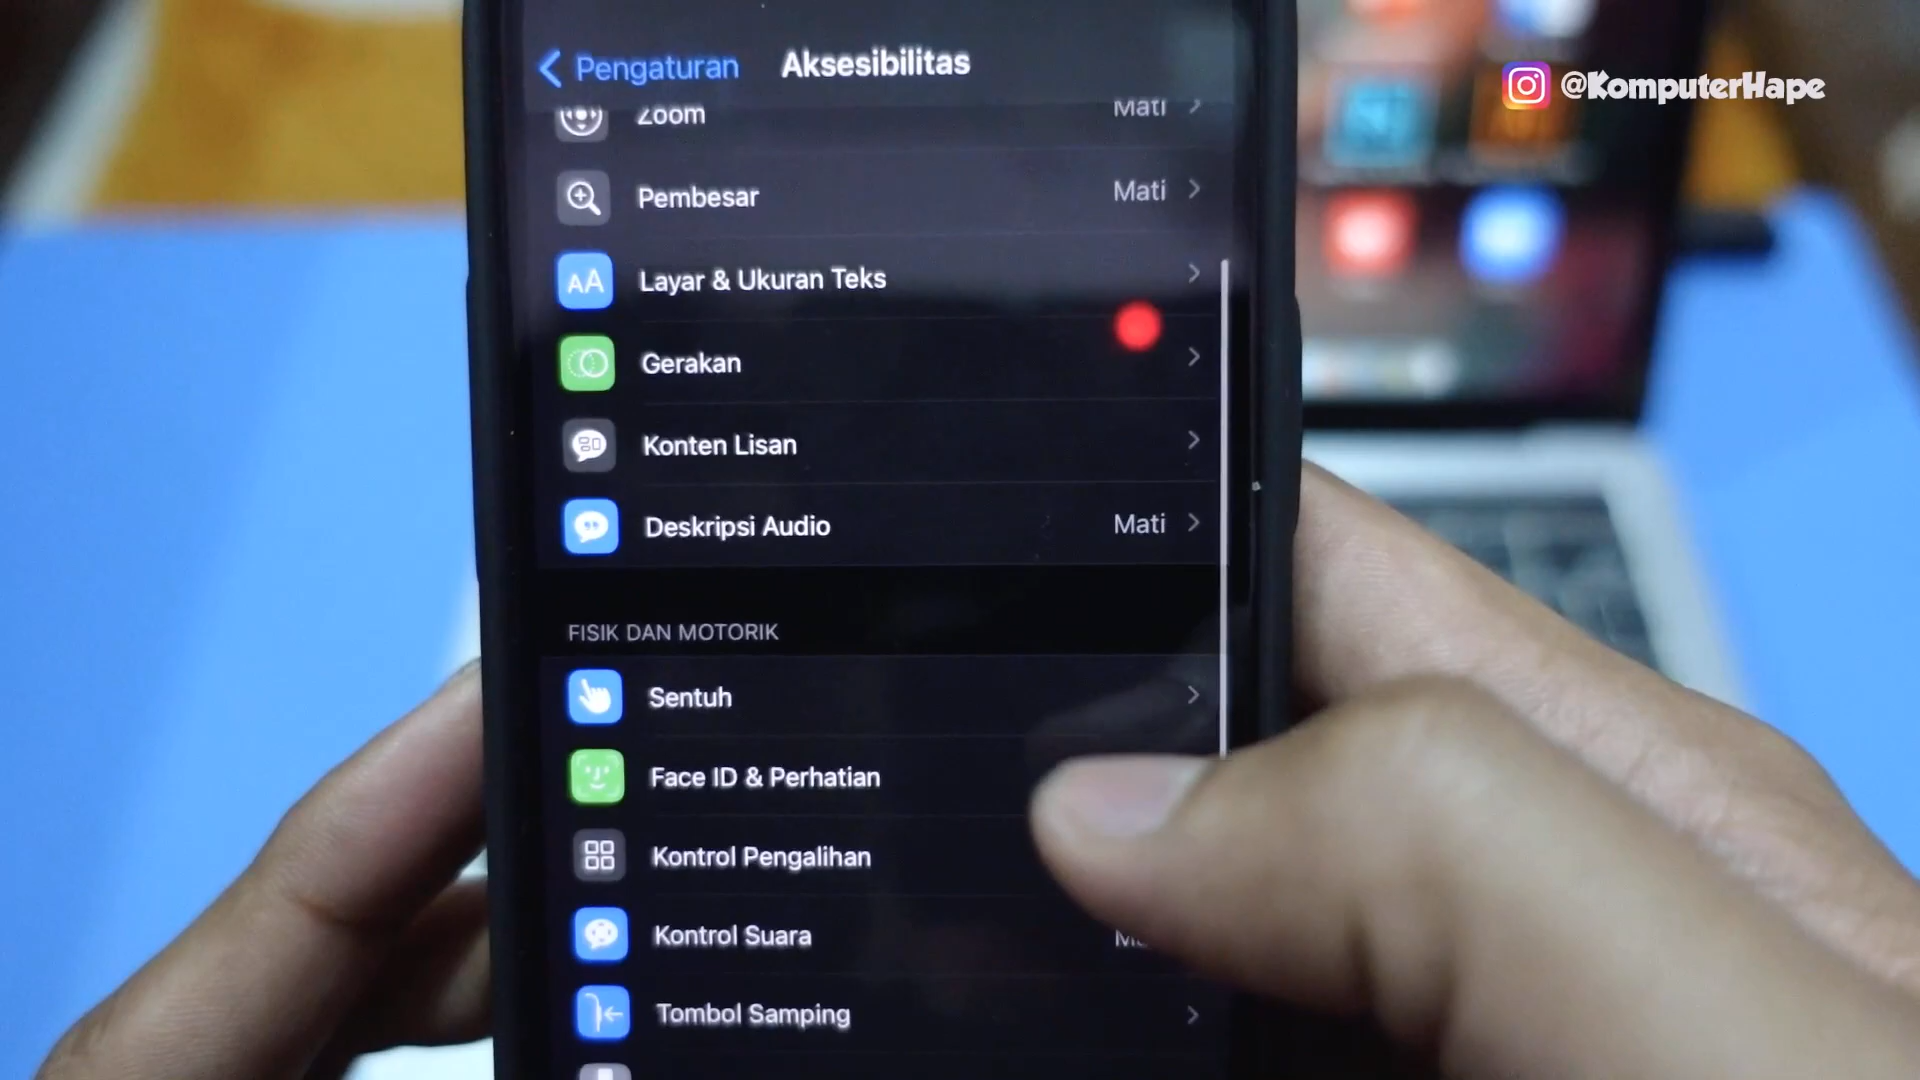 Pengaturan Aksesibilitas
@KomputerHape
Zoom Mati
Pembesar Mati
AA Layar & Ukuran Teks
Gerakan
Konten Lisan
Deskripsi Audio Mati
FISIK DAN MOTORIK
Sentuh
Face ID & Perhatian
Kontrol Pengalihan
Kontrol Suara
Tombol Samping